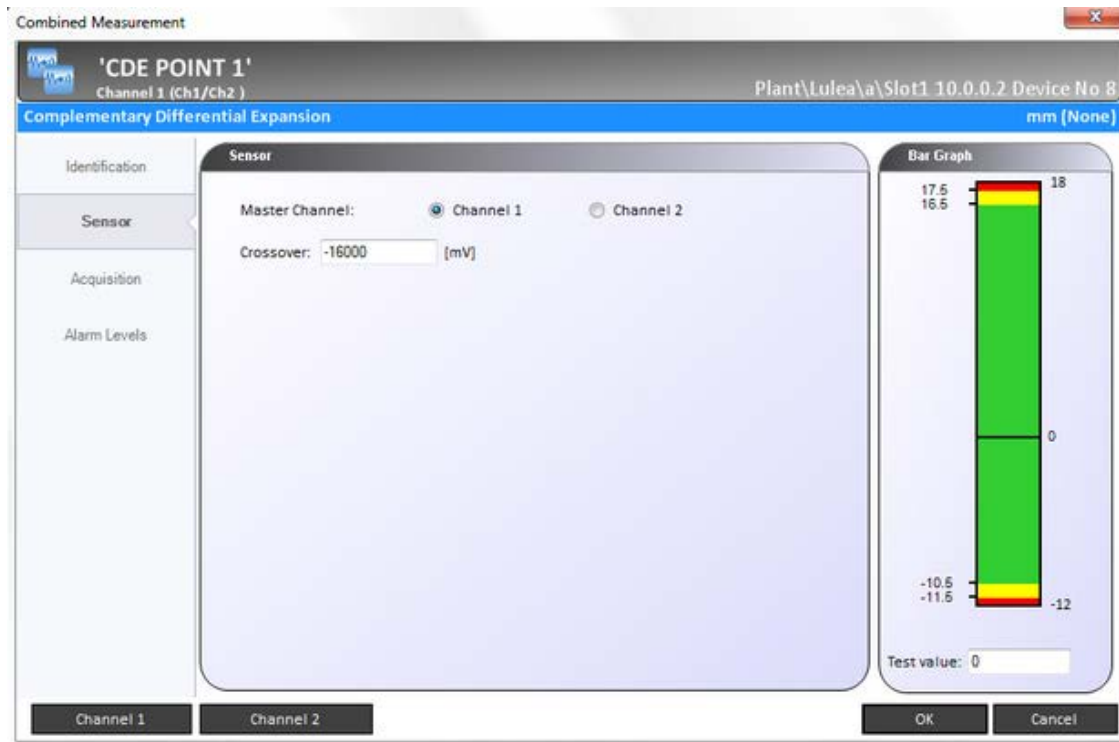 Combined Measurement
x
'CDE POINT 1'
Channel 1 (Ch1/Ch2 )
Plant\Lulea\a\Slot1 10.0.0.2 Device No 8
Complementary Differential Expansion
mm (None)
Identification
Sensor
Acquisition
Alarm Levels
Sensor
Master Channel:
Channel 1
Channel 2
Crossover: -16000 [mV]
Bar Graph
18
17.5
16.5
0
-10.5
-11.5
-12
Test value: 0
Channel 1
Channel 2
OK
Cancel